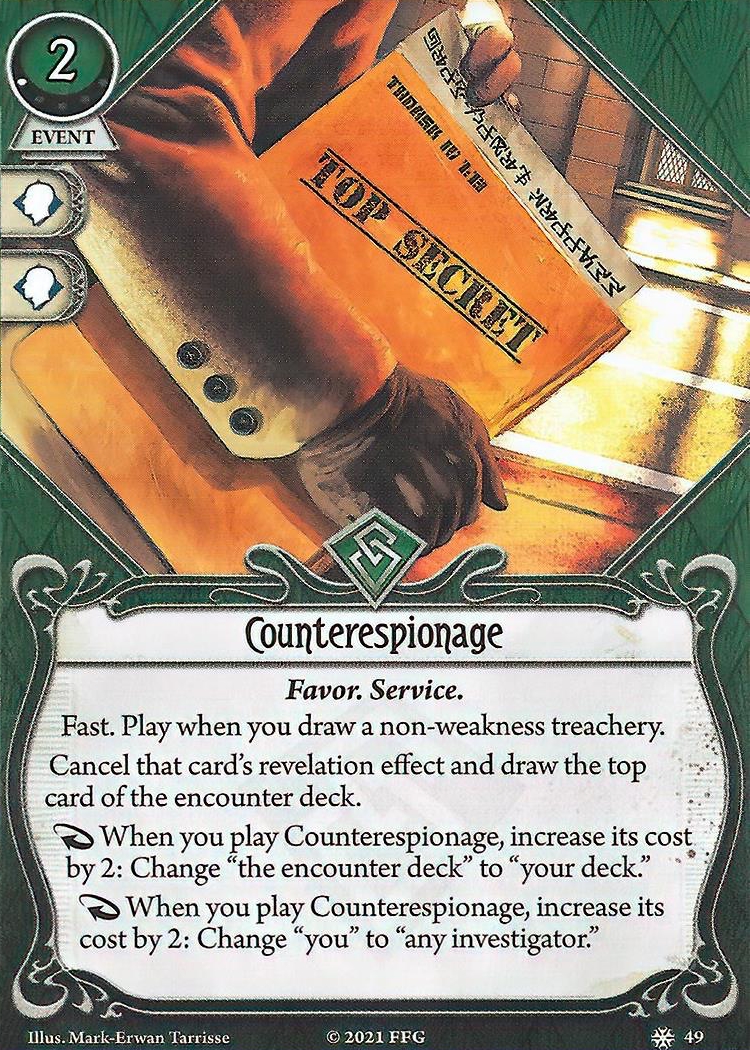 2
EVENT
TOP SECRET
Counterespionage
Favor. Service.
Fast. Play when you draw a non-weakness treachery.
Cancel that card's revelation effect and draw the top
card of the encounter deck.
When you play Counterespionage, increase its cost
by 2: Change “the encounter deck” to “your deck.”
When you play Counterespionage, increase its
cost by 2: Change “you” to “any investigator.”
Illus. Mark-Erwan Tarrisse © 2021 FFG 49